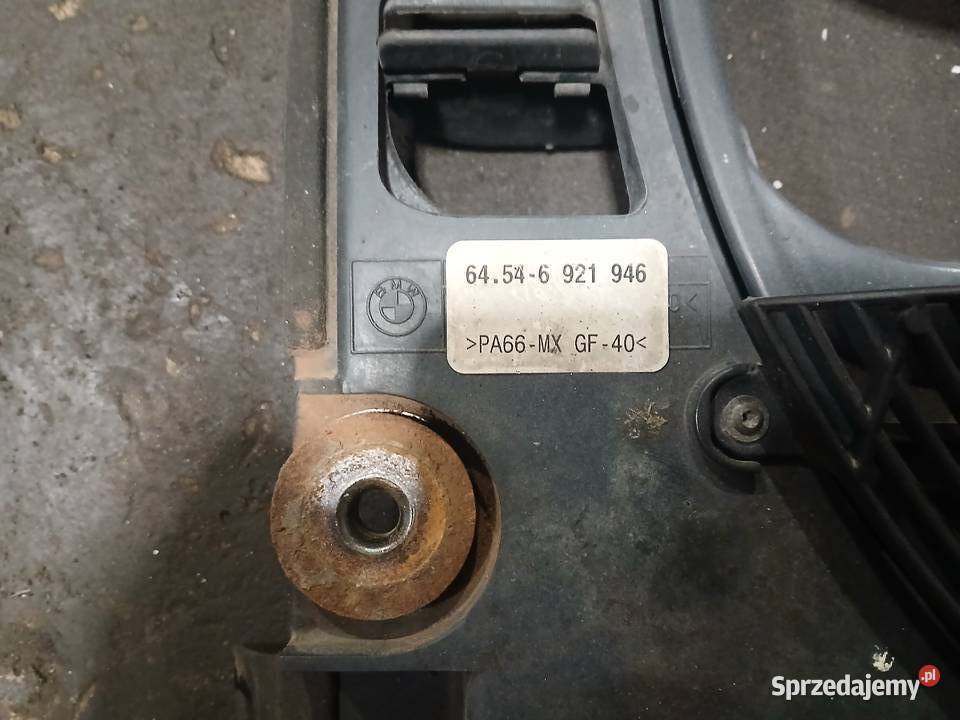 64.54-6 921 946
BMW
>PA66-MX GF-40<
Sprzedajemy.pl